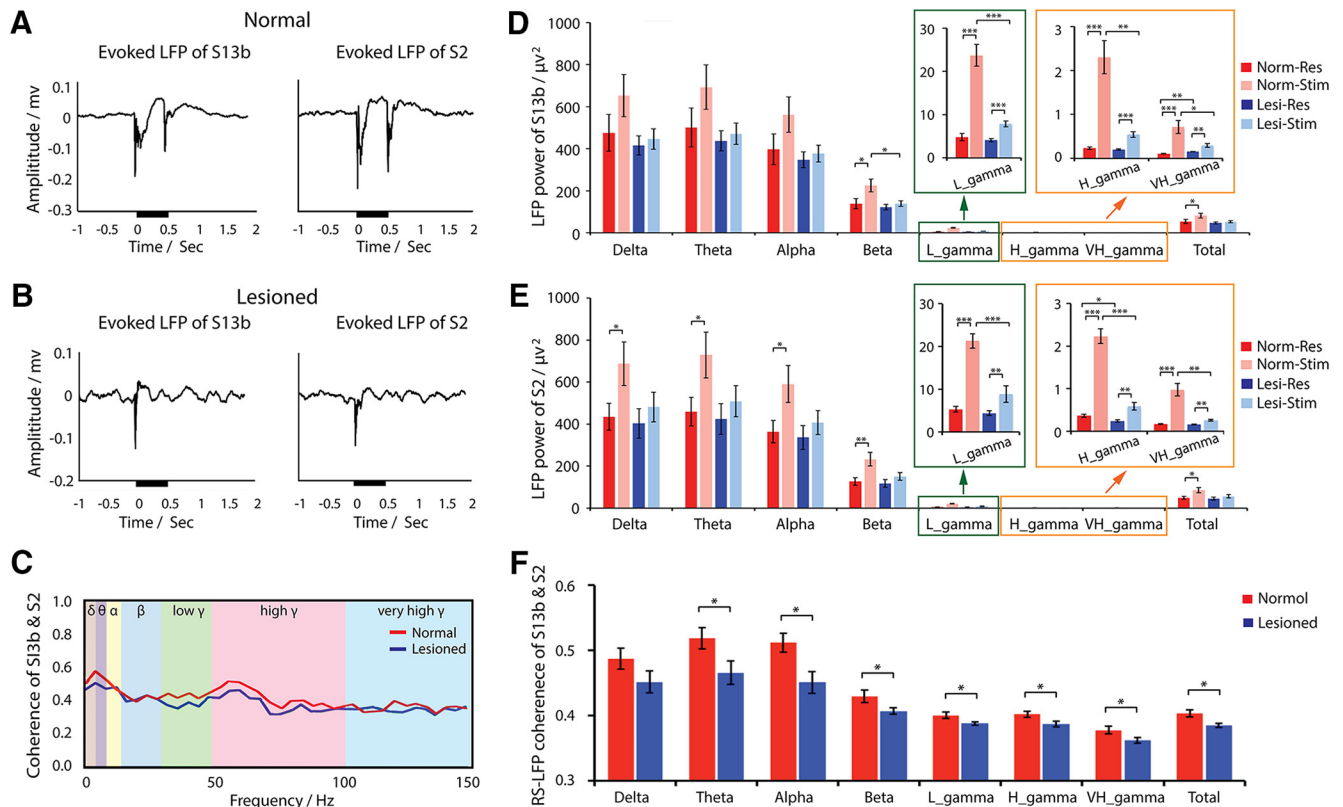 A
Normal
Evoked LFP of S13b
Evoked LFP of S2
Amplititude / mv
0.1
0
-0.1
-0.2
-0.3
-1 -0.5 0 0.5 1 1.5 2
Time / Sec
-1 -0.5 0 0.5 1 1.5 2
Time / Sec
B
Lesioned
Evoked LFP of S13b
Evoked LFP of S2
Amplititude / mv
0.1
0
-0.1
-0.2
-1 -0.5 0 0.5 1 1.5 2
Time / Sec
-1 -0.5 0 0.5 1 1.5 2
Time / Sec
C
Coherence of SI3b & S2
1.0
0.8
0.6
0.4
0.2
0.0
δ θ α β low γ high γ very high γ
Normal
Lesioned
0 50 100 150
Frequency / Hz
D
LFP power of S13b / μv²
1000
800
600
400
200
0
* *
30
20
10
0
*** *** ***
L_gamma
3
2
1
0
*** ** *** ** *** * **
H_gamma VH_gamma
*
Norm-Res
Norm-Stim
Lesi-Res
Lesi-Stim
Delta Theta Alpha Beta L_gamma H_gamma VH_gamma Total
E
LFP power of S2 / μv²
1000
800
600
400
200
0
* * * **
30
20
10
0
*** *** **
L_gamma
3
2
1
0
* *** *** ** *** ** **
H_gamma VH_gamma
*
Norm-Res
Norm-Stim
Lesi-Res
Lesi-Stim
Delta Theta Alpha Beta L_gamma H_gamma VH_gamma Total
F
RS-LFP coherenece of S13b & S2
0.6
0.5
0.4
0.3
* * * * * * *
Normol
Lesioned
Delta Theta Alpha Beta L_gamma H_gamma VH_gamma Total